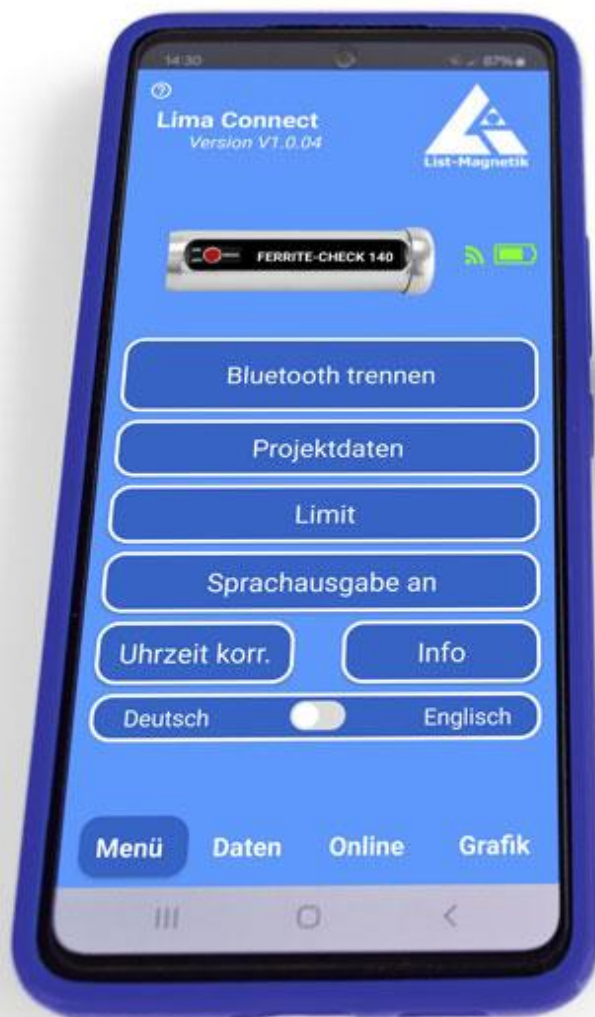 14:30
87%
Lima Connect
Version V1.0.04
List-Magnetik
FERRITE-CHECK 140
Bluetooth trennen
Projektdaten
Limit
Sprachausgabe an
Uhrzeit korr.
Info
Deutsch
Englisch
Menü
Daten
Online
Grafik